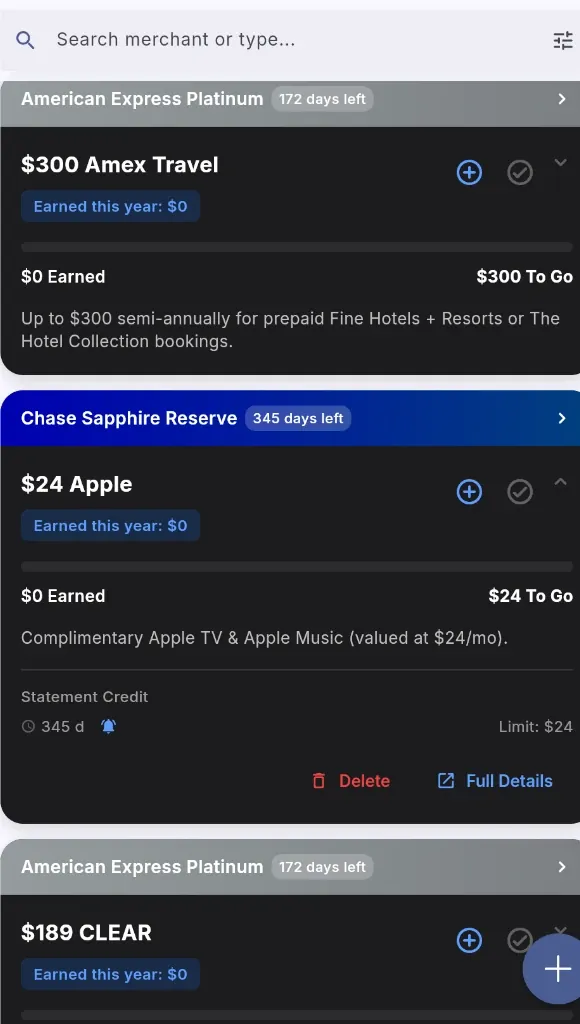 Search merchant or type...
American Express Platinum 172 days left
$300 Amex Travel
Earned this year: $0
$0 Earned $300 To Go
Up to $300 semi-annually for prepaid Fine Hotels + Resorts or The
Hotel Collection bookings.
Chase Sapphire Reserve 345 days left
$24 Apple
Earned this year: $0
$0 Earned $24 To Go
Complimentary Apple TV & Apple Music (valued at $24/mo).
Statement Credit
345 d Limit: $24
Delete Full Details
American Express Platinum 172 days left
$189 CLEAR
Earned this year: $0